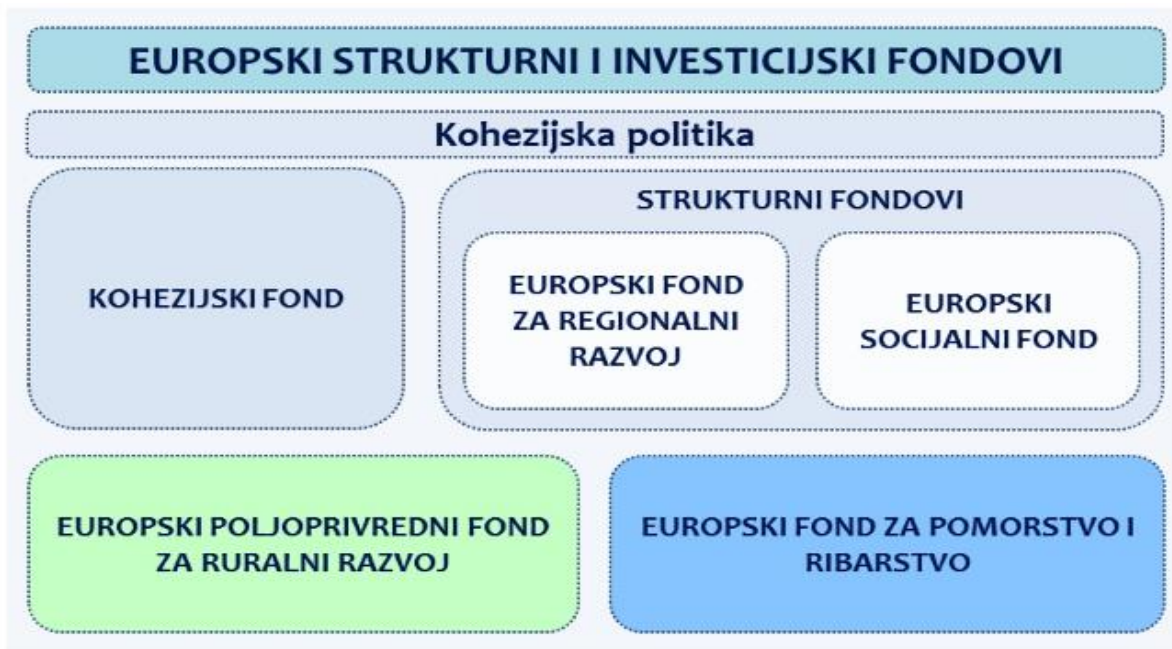 EUROPSKI STRUKTURNI I INVESTICIJSKI FONDOVI
Kohezijska politika
KOHEZIJSKI FOND
STRUKTURNI FONDOVI
EUROPSKI FOND
ZA REGIONALNI
RAZVOJ
EUROPSKI
SOCIJALNI FOND
EUROPSKI POLJOPRIVREDNI FOND
ZA RURALNI RAZVOJ
EUROPSKI FOND ZA POMORSTVO I
RIBARSTVO